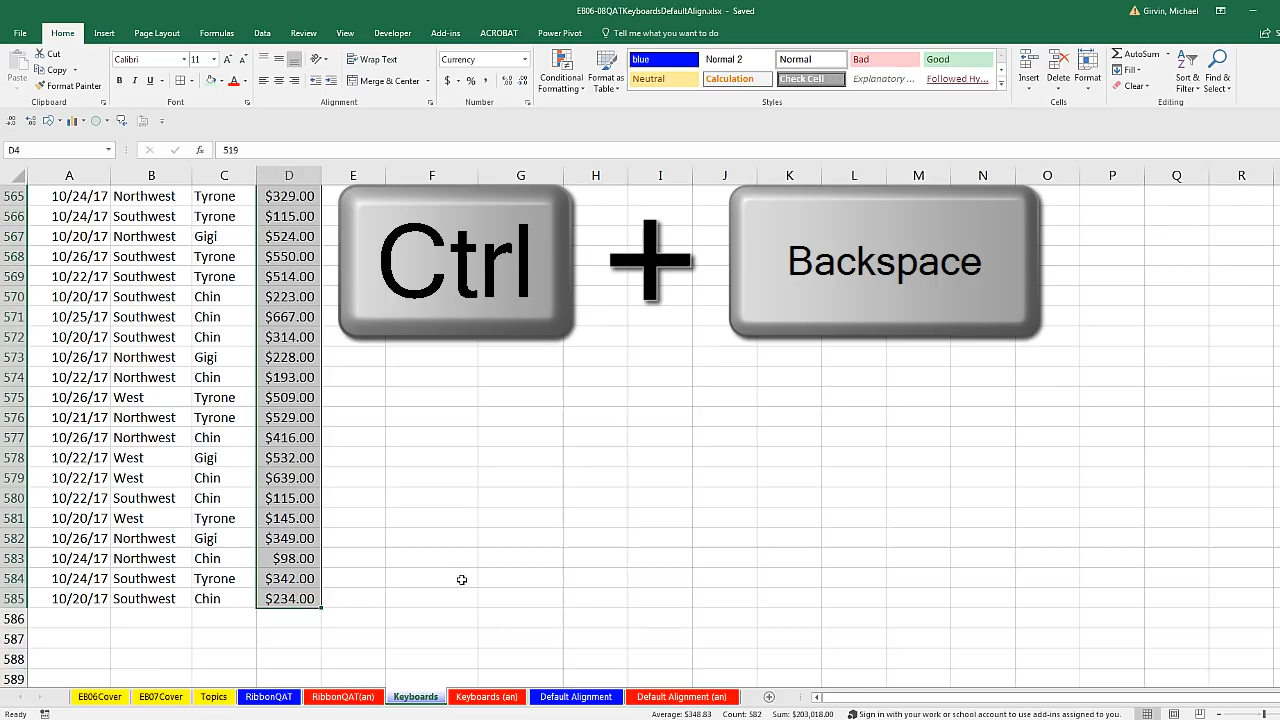 EB06-08QATKeyboardsDefaultAlign.xlsx - Saved
Girvin, Michael
File Home Insert Page Layout Formulas Data Review View Developer Add-ins ACROBAT Power Pivot Tell me what you want to do
Paste
Cut
Copy
Format Painter
Clipboard
Calibri 11
B I U
Font
Wrap Text
Merge & Center
Alignment
Currency
$ % ,
Number
Conditional Formatting
Format as Table
blue Normal 2 Normal Bad Good
Neutral Calculation Check Cell Explanatory ... Followed Hy...
Styles
Insert Delete Format
Cells
AutoSum
Fill
Clear
Sort & Filter
Find & Select
Editing
D4 fx 519
A B C D E F G H I J K L M N O P Q R
565 10/24/17 Northwest Tyrone $329.00
566 10/24/17 Southwest Tyrone $115.00
567 10/20/17 Northwest Gigi $524.00
568 10/26/17 Southwest Tyrone $550.00
569 10/22/17 Southwest Tyrone $514.00
570 10/20/17 Southwest Chin $223.00
571 10/25/17 Southwest Chin $667.00
572 10/20/17 Southwest Chin $314.00
573 10/26/17 Northwest Gigi $228.00
574 10/22/17 Northwest Chin $193.00
575 10/26/17 West Tyrone $509.00
576 10/21/17 Northwest Tyrone $529.00
577 10/26/17 Northwest Chin $416.00
578 10/22/17 West Gigi $532.00
579 10/22/17 West Chin $639.00
580 10/22/17 Southwest Chin $115.00
581 10/20/17 West Tyrone $145.00
582 10/26/17 Northwest Gigi $349.00
583 10/24/17 Northwest Chin $98.00
584 10/24/17 Southwest Tyrone $342.00
585 10/20/17 Southwest Chin $234.00
586
587
588
589
Ctrl + Backspace
EB06Cover EB07Cover Topics RibbonQAT RibbonQAT(an) Keyboards Keyboards (an) Default Alignment Default Alignment (an)
Ready Average: $348.83 Count: 582 Sum: $203,018.00 Sign in with your work or school account to use add-ins assigned to you.